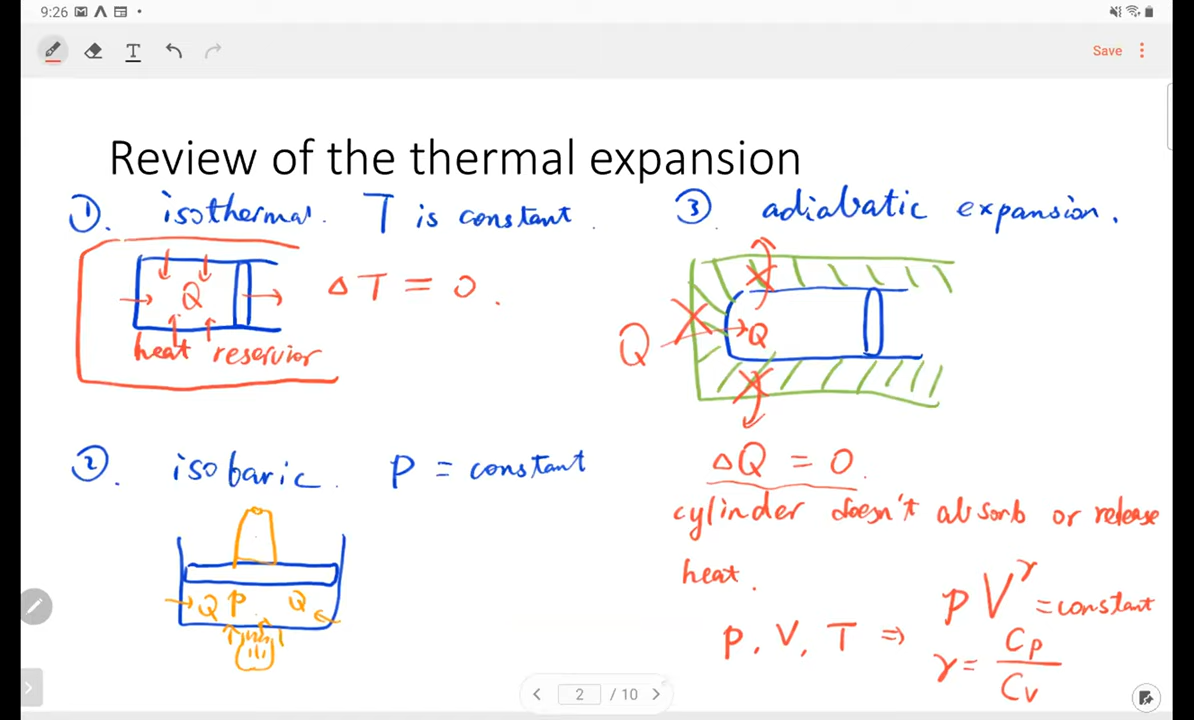 9:26
T
Save
Review of the thermal expansion
①. isothermal. T is constant.
Q
ΔT = 0.
heat reservior
②. isobaric. P = constant
Q P. Q
③ adiabatic expansion.
Q
Q
ΔQ = 0.
cylinder doesn't absorb or release
heat.
P, V, T ⇒ pV^γ = constant
γ = Cp / Cv
2 / 10